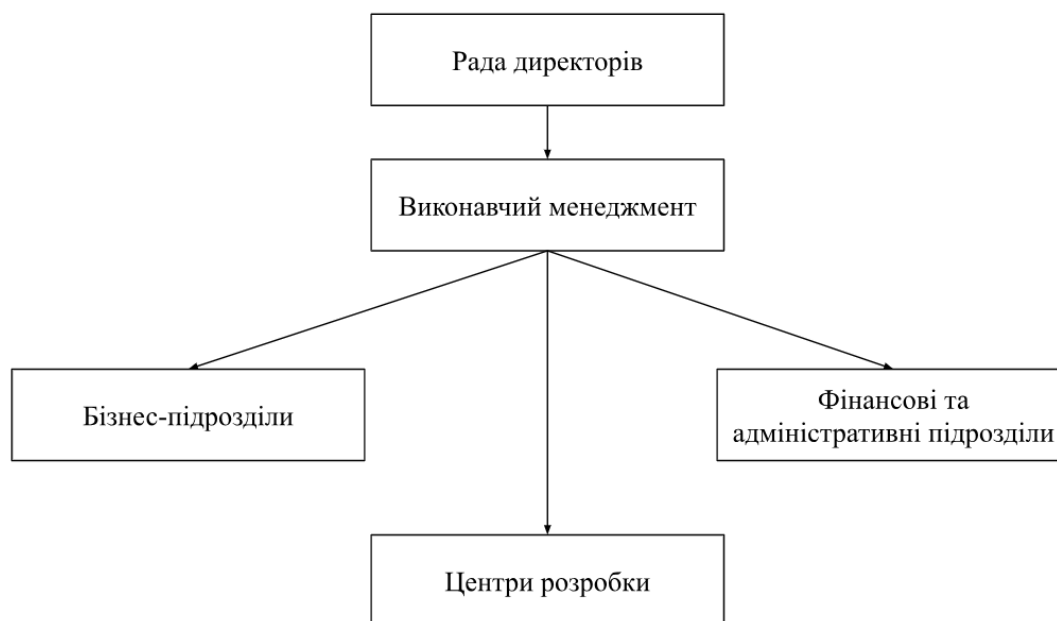 Рада директорів
Виконавчий менеджмент
Бізнес-підрозділи
Фінансові та
адміністративні підрозділи
Центри розробки